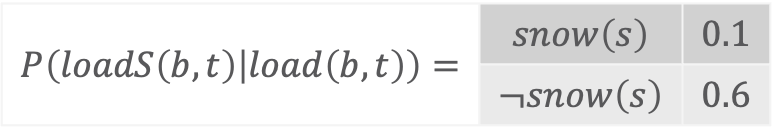 P(loadS(b,t)|load(b,t)) =
snow(s) 0.1
¬snow(s) 0.6